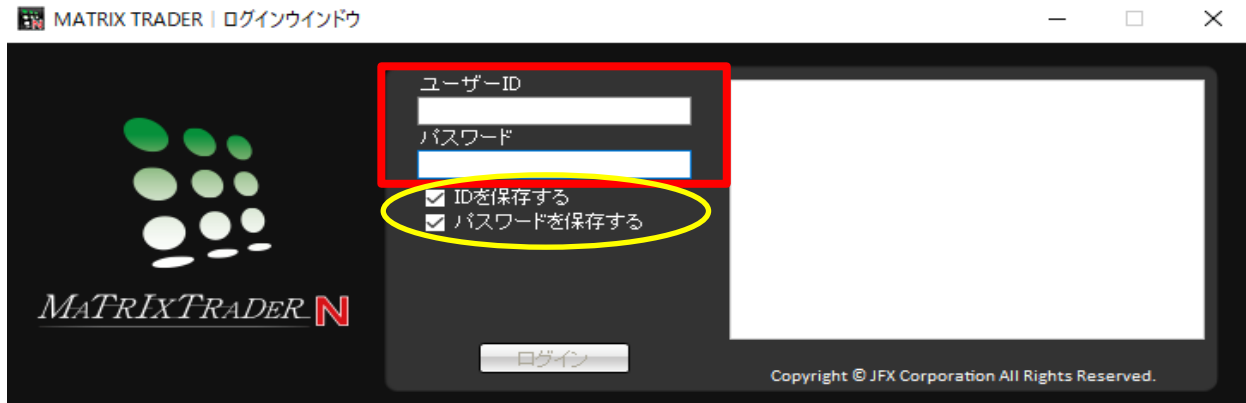 MATRIX TRADER｜ログインウインドウ
ユーザーID
パスワード
IDを保存する
パスワードを保存する
MATRIXTRADER N
ログイン
Copyright © JFX Corporation All Rights Reserved.